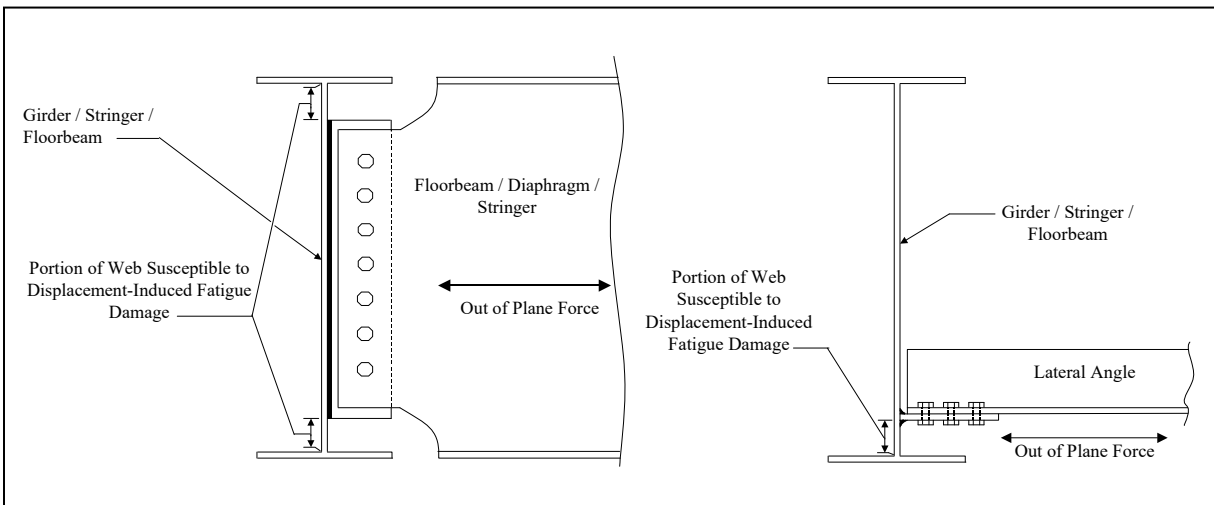 Girder / Stringer /
Floorbeam
Portion of Web Susceptible to
Displacement-Induced Fatigue
Damage
Floorbeam / Diaphragm /
Stringer
Out of Plane Force
Portion of Web
Susceptible to
Displacement-Induced
Fatigue Damage
Girder / Stringer /
Floorbeam
Lateral Angle
Out of Plane Force